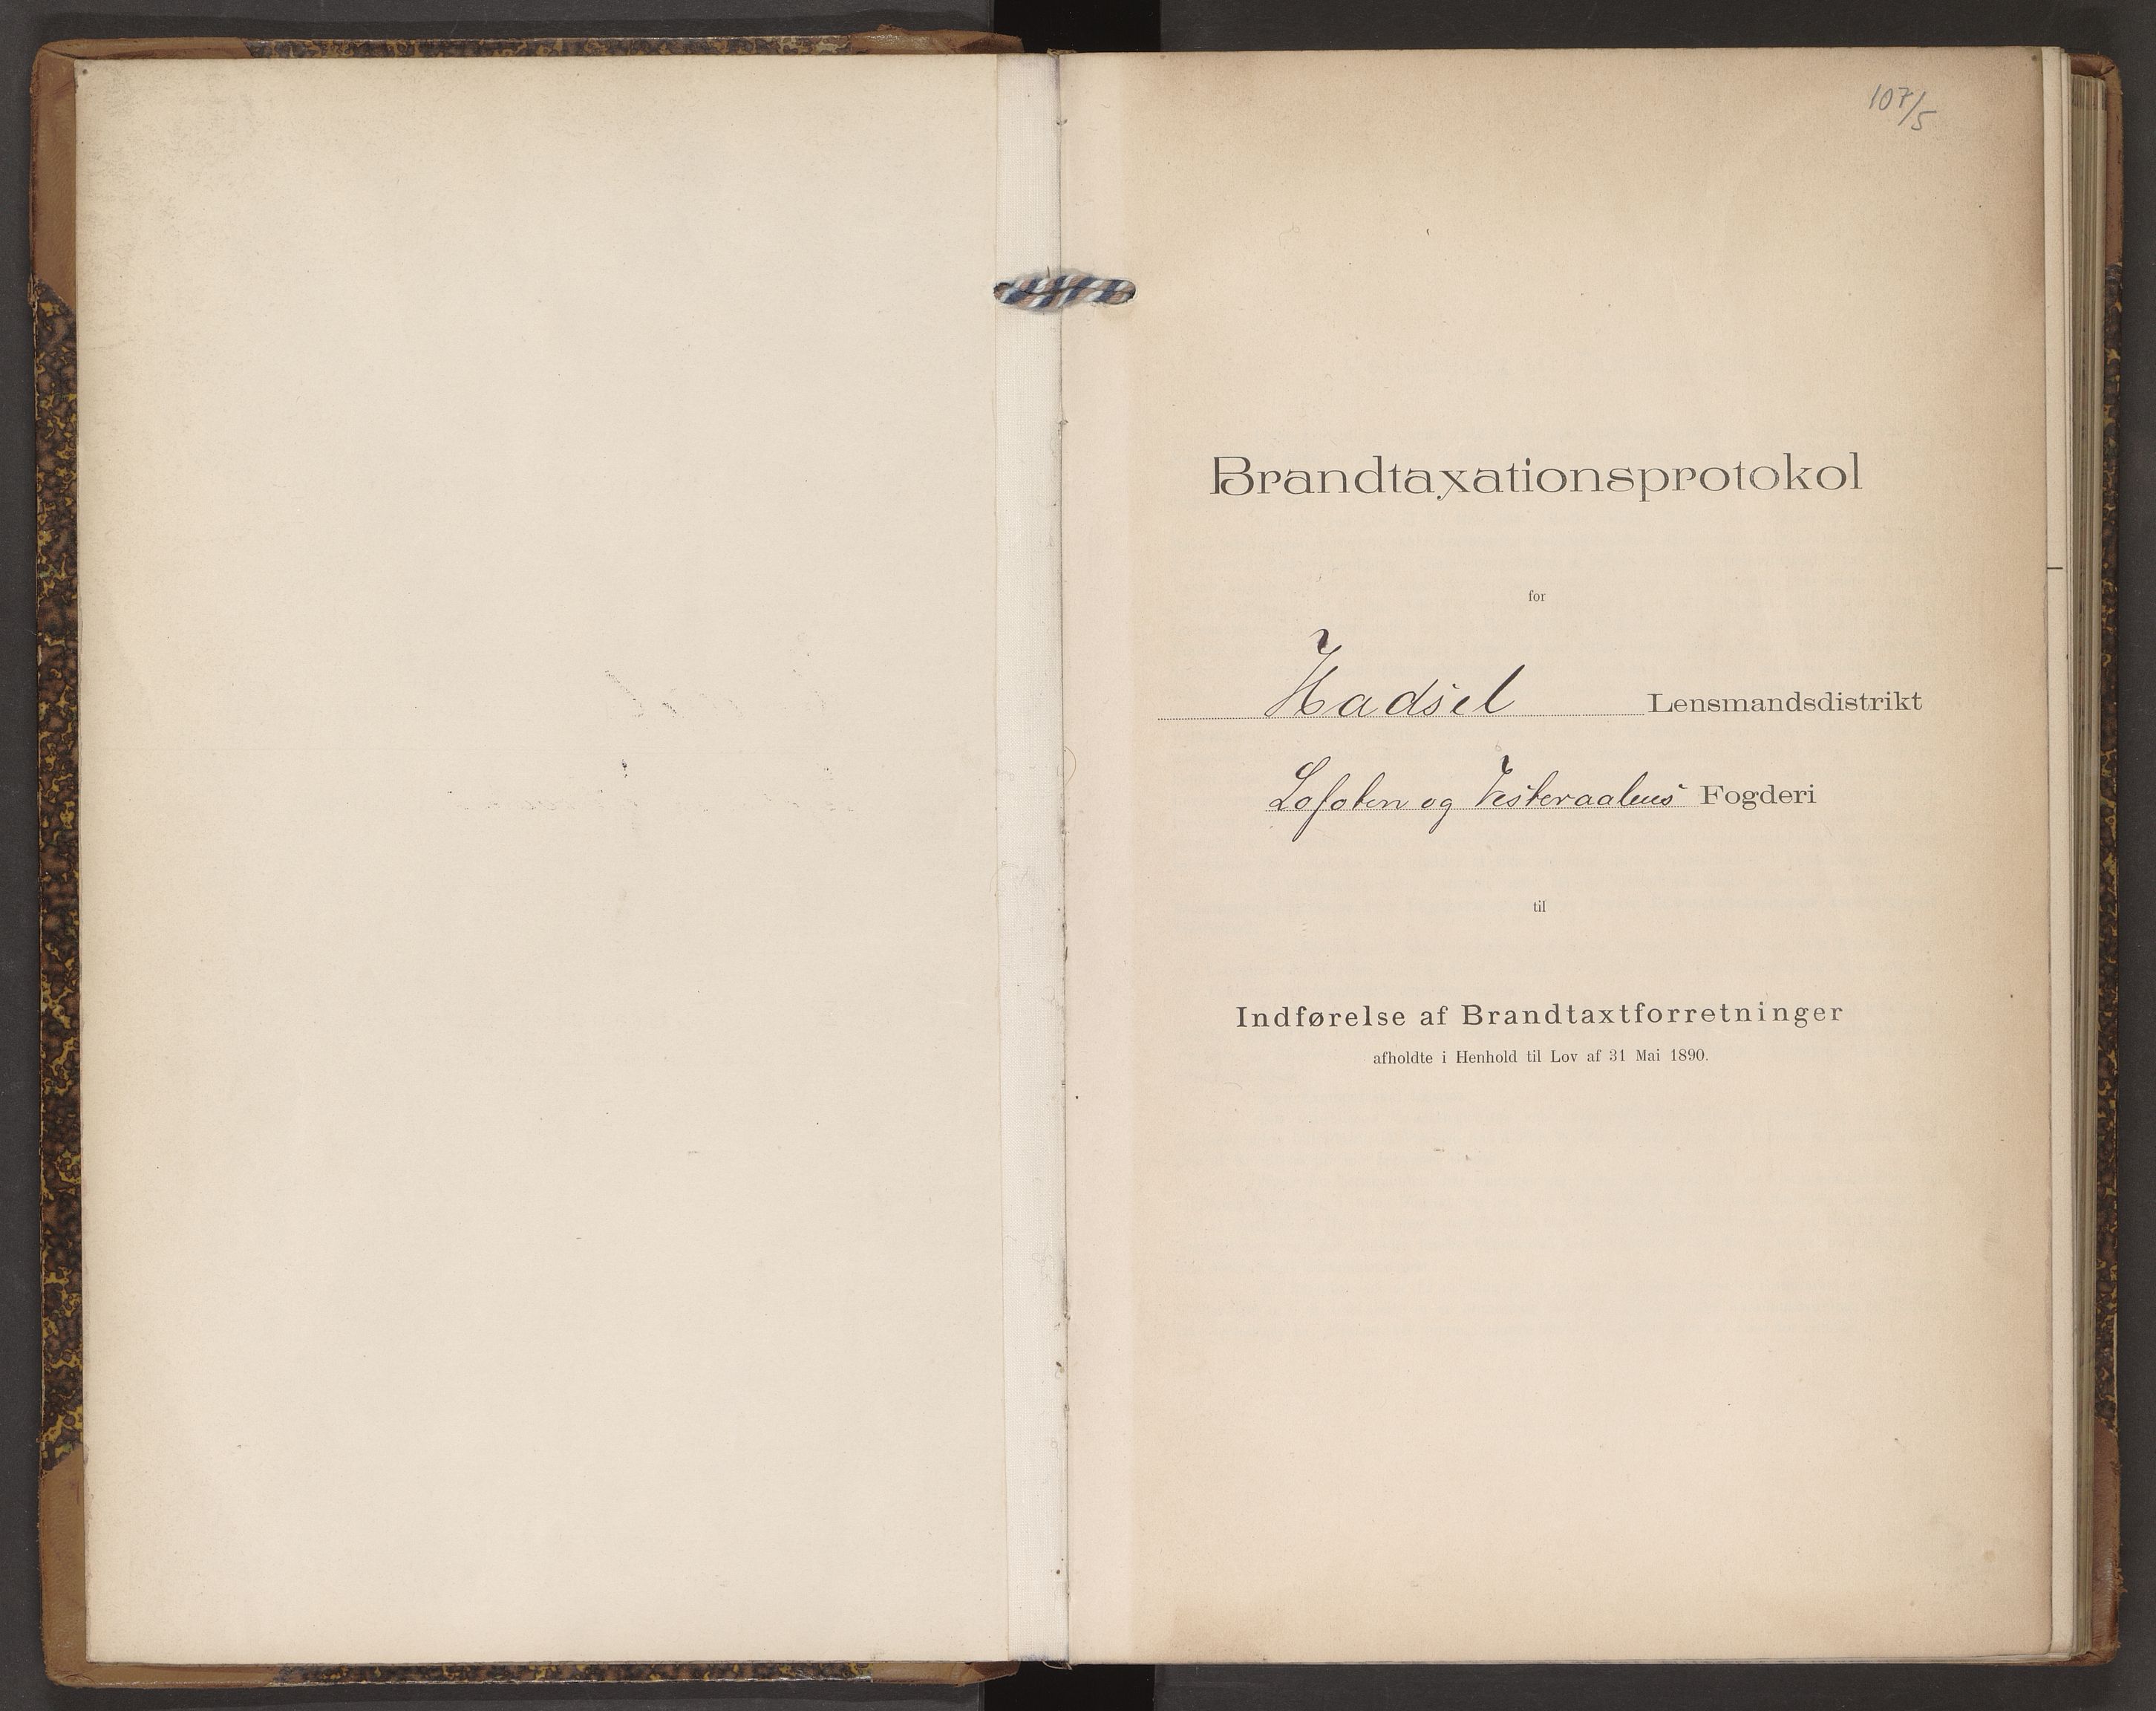 107/5
Brandtaxationsprotokol
for
Hadsel Lensmandsdistrikt
Lofoten og Vesteraalens Fogderi
til
Indførelse af Brandtaxtforretninger
afholdte i Henhold til Lov af 31 Mai 1890.